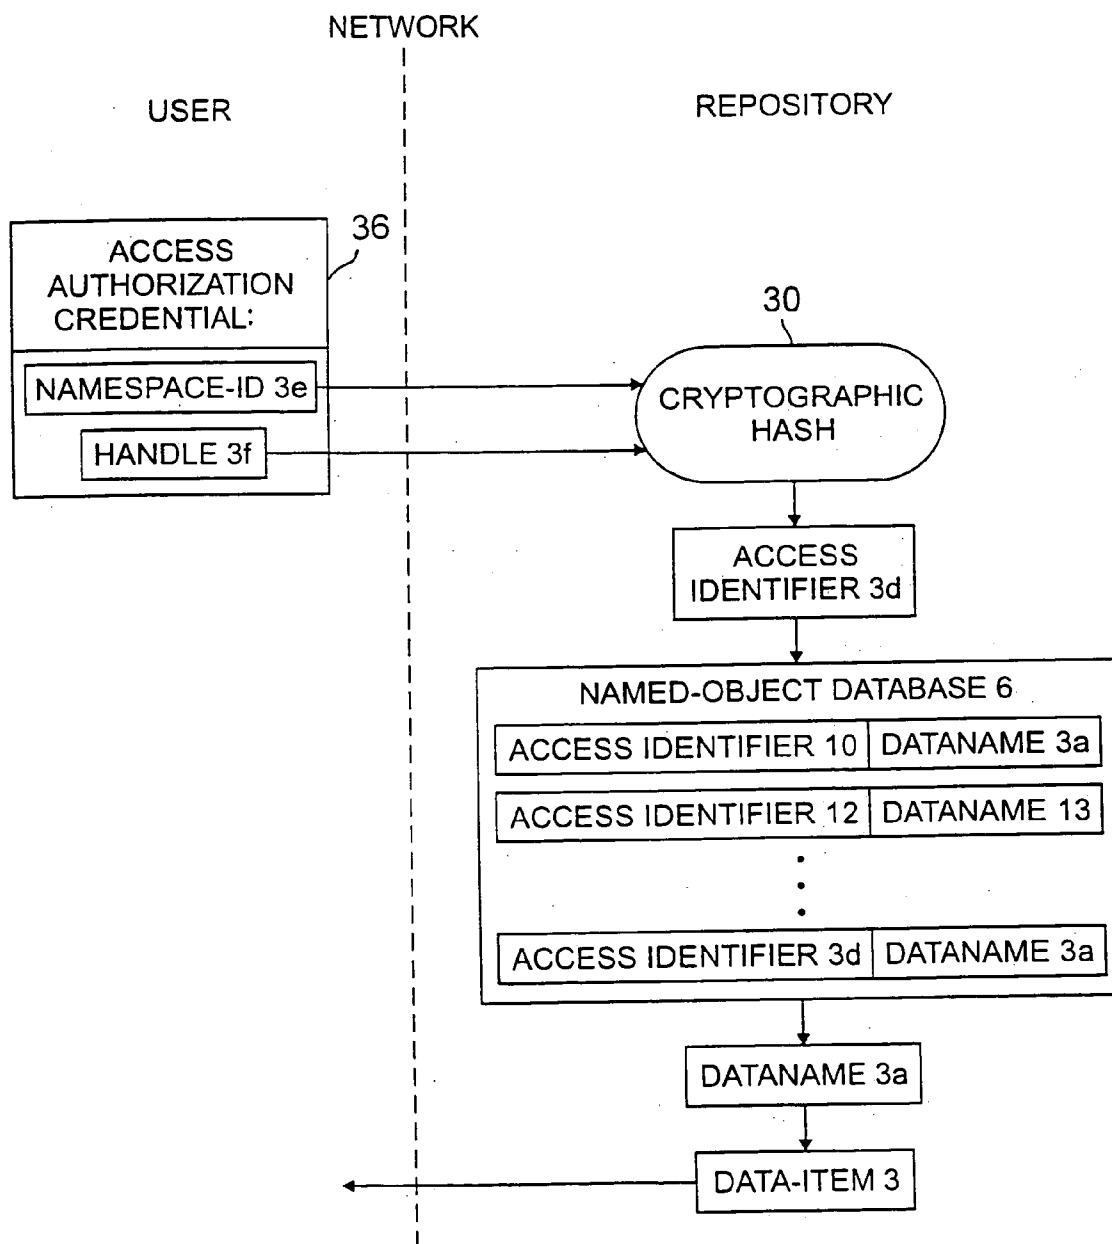 NETWORK
USER
REPOSITORY
36
ACCESS
AUTHORIZATION
CREDENTIAL:
30
NAMESPACE-ID 3e
HANDLE 3f
CRYPTOGRAPHIC
HASH
ACCESS
IDENTIFIER 3d
NAMED-OBJECT DATABASE 6
ACCESS IDENTIFIER 10 DATANAME 3a
ACCESS IDENTIFIER 12 DATANAME 13
ACCESS IDENTIFIER 3d DATANAME 3a
DATANAME 3a
DATA-ITEM 3